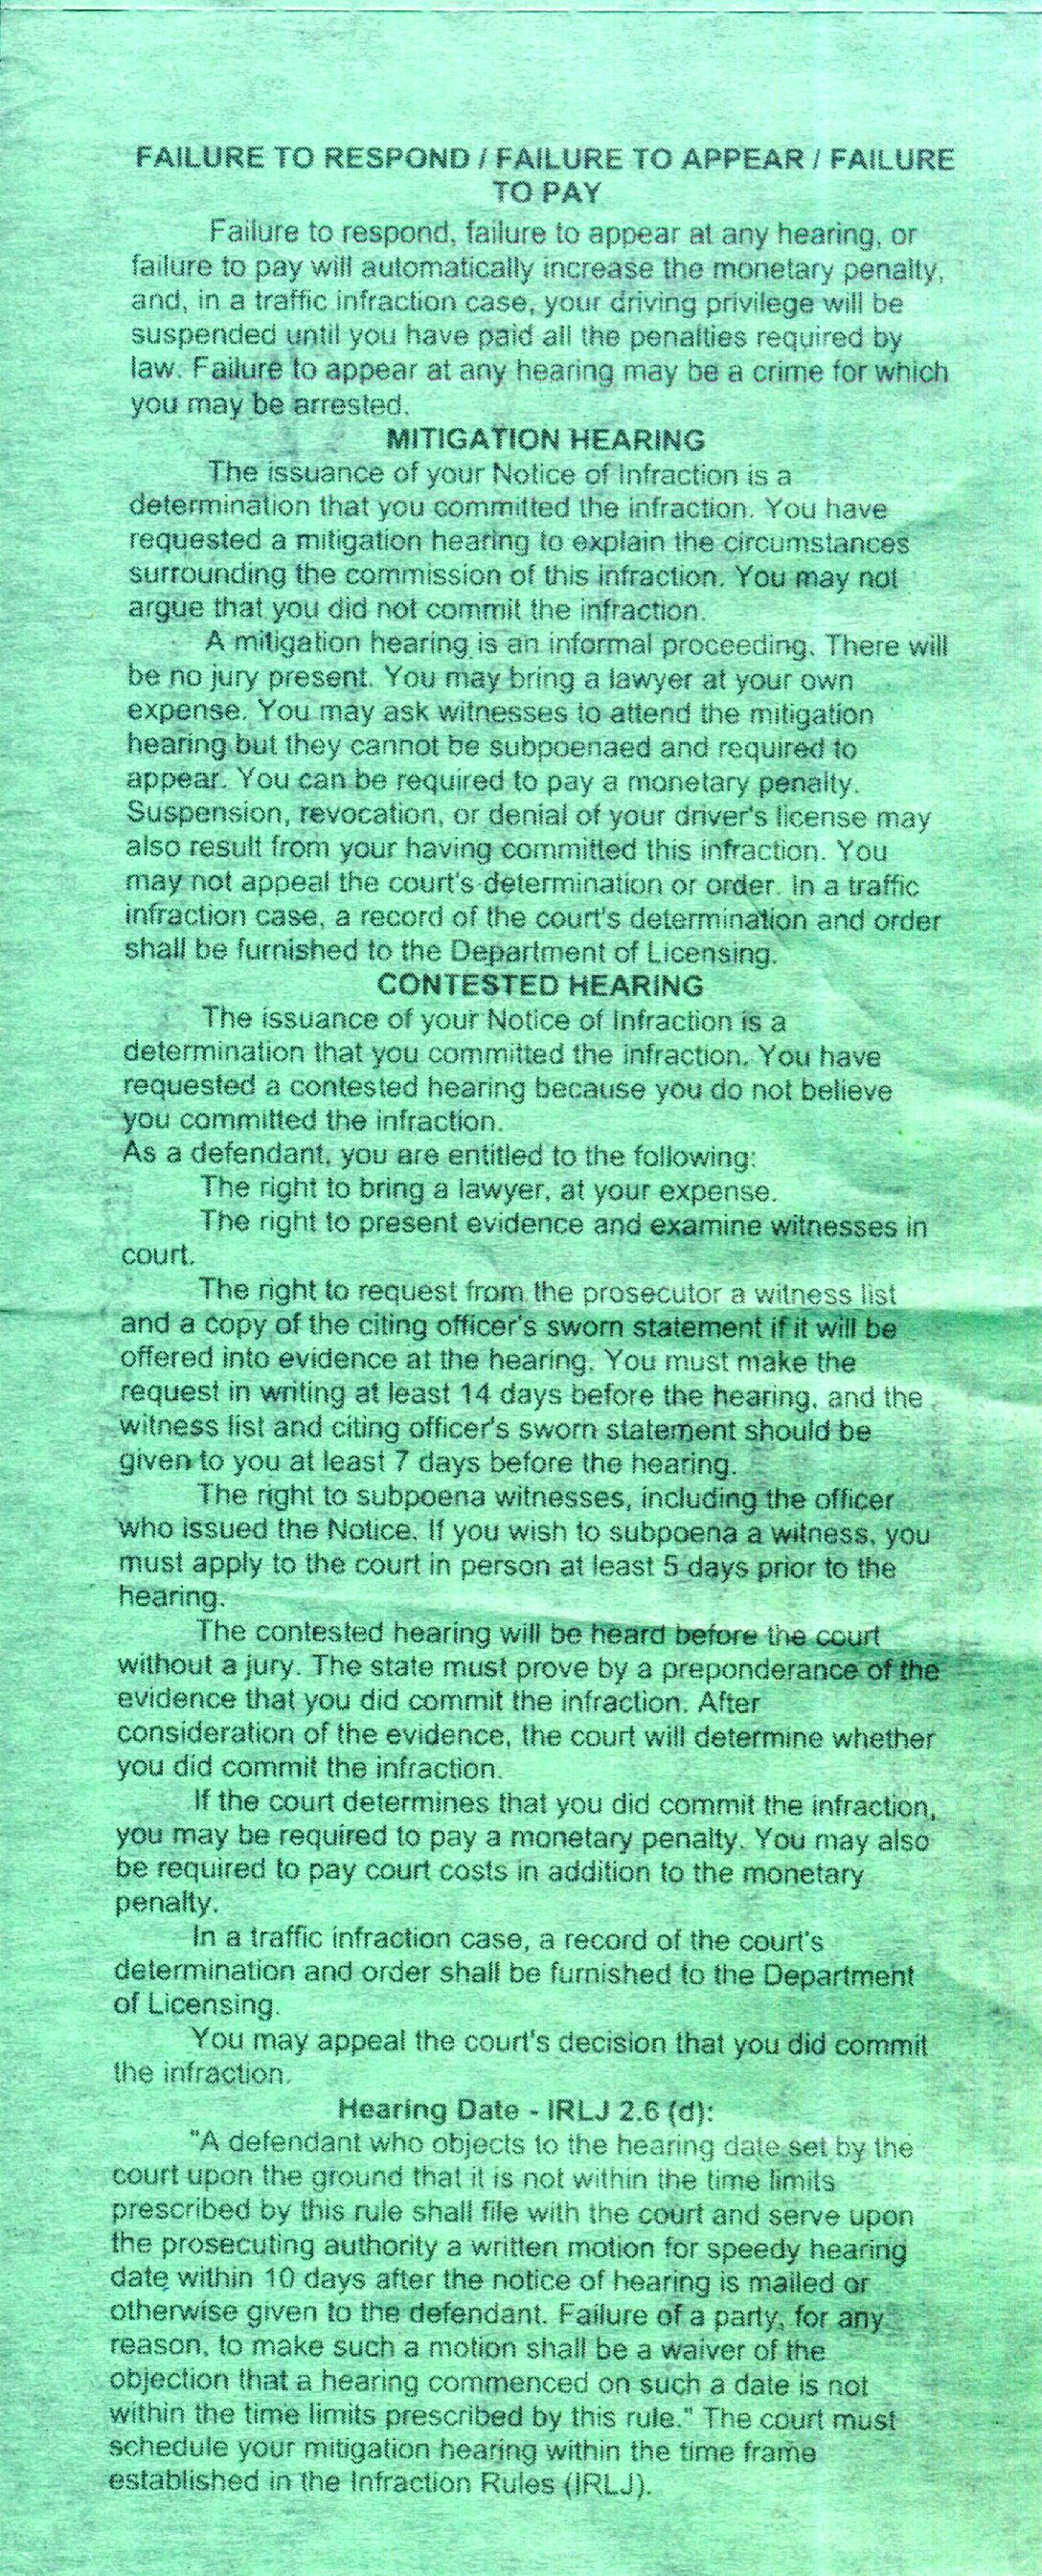 FAILURE TO RESPOND / FAILURE TO APPEAR / FAILURE
TO PAY
Failure to respond, failure to appear at any hearing, or
failure to pay will automatically increase the monetary penalty,
and, in a traffic infraction case, your driving privilege will be
suspended until you have paid all the penalties required by
law. Failure to appear at any hearing may be a crime for which
you may be arrested.
MITIGATION HEARING
The issuance of your Notice of Infraction is a
determination that you committed the infraction. You have
requested a mitigation hearing to explain the circumstances
surrounding the commission of this infraction. You may not
argue that you did not commit the infraction.
A mitigation hearing is an informal proceeding. There will
be no jury present. You may bring a lawyer at your own
expense. You may ask witnesses to attend the mitigation
hearing but they cannot be subpoenaed and required to
appear. You can be required to pay a monetary penalty.
Suspension, revocation, or denial of your driver's license may
also result from your having committed this infraction. You
may not appeal the court's determination or order. In a traffic
infraction case, a record of the court's determination and order
shall be furnished to the Department of Licensing.
CONTESTED HEARING
The issuance of your Notice of Infraction is a
determination that you committed the infraction. You have
requested a contested hearing because you do not believe
you committed the infraction.
As a defendant, you are entitled to the following:
The right to bring a lawyer, at your expense.
The right to present evidence and examine witnesses in
court.
The right to request from the prosecutor a witness list
and a copy of the citing officer's sworn statement if it will be
offered into evidence at the hearing. You must make the
request in writing at least 14 days before the hearing, and the
witness list and citing officer's sworn statement should be
given to you at least 7 days before the hearing.
The right to subpoena witnesses, including the officer
who issued the Notice. If you wish to subpoena a witness, you
must apply to the court in person at least 5 days prior to the
hearing.
The contested hearing will be heard before the court
without a jury. The state must prove by a preponderance of the
evidence that you did commit the infraction. After
consideration of the evidence, the court will determine whether
you did commit the infraction.
If the court determines that you did commit the infraction,
you may be required to pay a monetary penalty. You may also
be required to pay court costs in addition to the monetary
penalty.
In a traffic infraction case, a record of the court's
determination and order shall be furnished to the Department
of Licensing.
You may appeal the court's decision that you did commit
the infraction.
Hearing Date - IRLJ 2.6 (d):
"A defendant who objects to the hearing date set by the
court upon the ground that it is not within the time limits
prescribed by this rule shall file with the court and serve upon
the prosecuting authority a written motion for speedy hearing
date within 10 days after the notice of hearing is mailed or
otherwise given to the defendant. Failure of a party, for any
reason, to make such a motion shall be a waiver of the
objection that a hearing commenced on such a date is not
within the time limits prescribed by this rule." The court must
schedule your mitigation hearing within the time frame
established in the Infraction Rules (IRLJ).